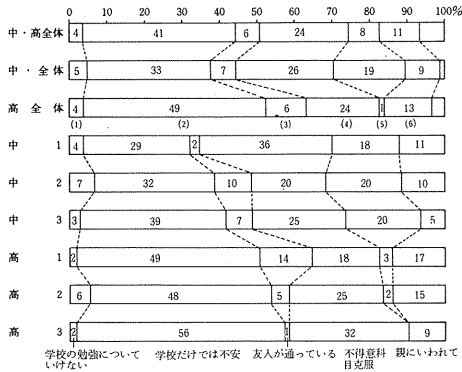 0 10 20 30 40 50 60 70 80 90 100%
中・高全体 4 41 6 24 8 11
中・全体 5 33 7 26 19 9
高全体 4 49 6 24 1 13
(1) (2) (3) (4) (5) (6)
中 1 4 29 2 36 18 11
中 2 7 32 10 20 20 10
中 3 3 39 7 25 20 5
高 1 2 49 14 18 3 17
高 2 6 48 5 25 2 15
高 3 2 56 1 32 9
学校の勉強について 学校だけでは不安 友人が通っている 不得意科 親にいわれて
いけない 目克服